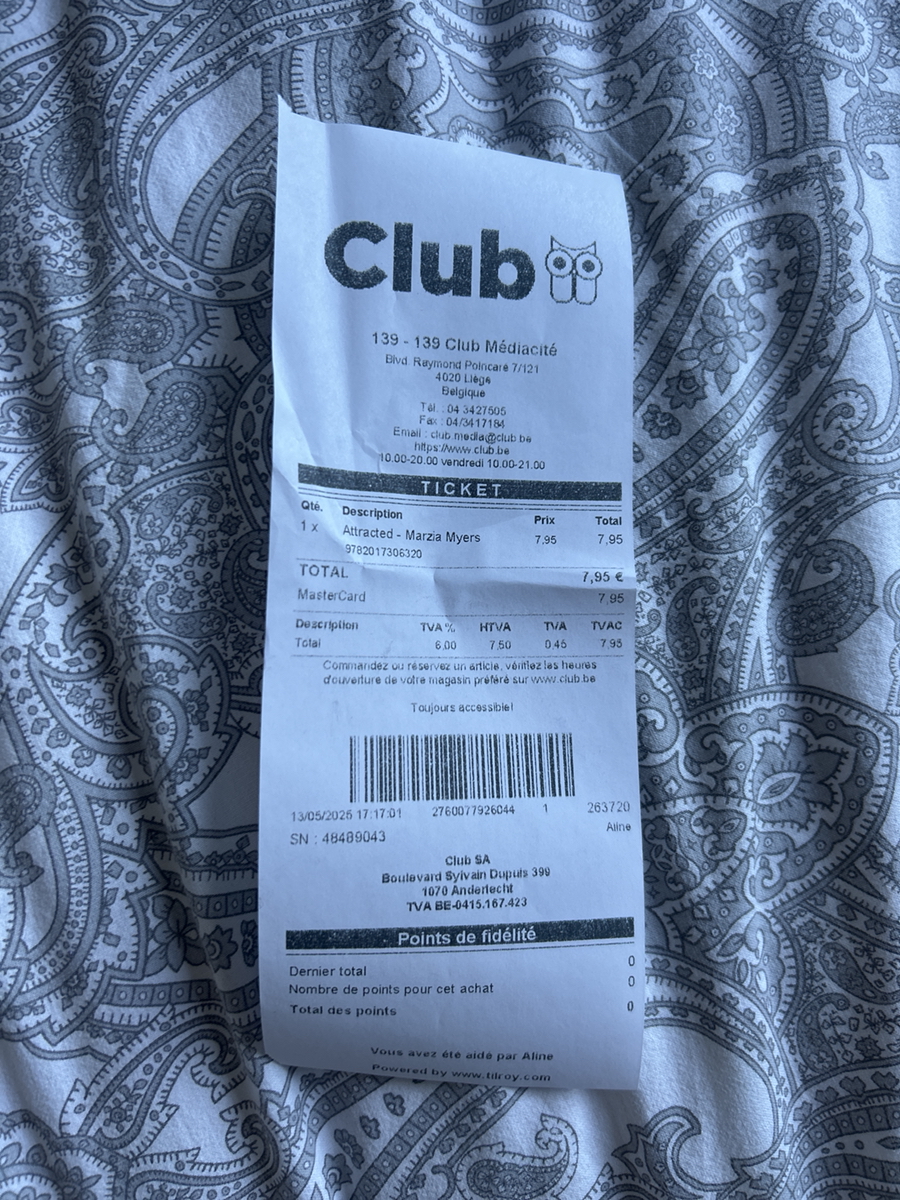 Club
139 - 139 Club Médiacité
Blvd. Raymond Poincaré 7/121
4020 Liège
Belgique
Tél. : 04 3427505
Fax : 04/3417184
Email : club.media@club.be
https://www.club.be
10.00-20.00 vendredi 10.00-21.00
TICKET
Qté. Description Prix Total
1 x Attracted - Marzia Myers 7,95 7,95
9782017306320
TOTAL 7,95 €
MasterCard 7,95
Description TVA % HTVA TVA TVAC
Total 6,00 7,50 0,45 7,95
Commandez ou réservez un article, vérifiez les heures
d'ouverture de votre magasin préféré sur www.club.be
Toujours accessible!
13/05/2025 17:17:01 2760077926044 1 263720
Aline
SN : 48489043
Club SA
Boulevard Sylvain Dupuis 399
1070 Anderlecht
TVA BE-0415.167.423
Points de fidélité
Dernier total 0
Nombre de points pour cet achat 0
Total des points 0
Vous avez été aidé par Aline
Powered by www.tilroy.com